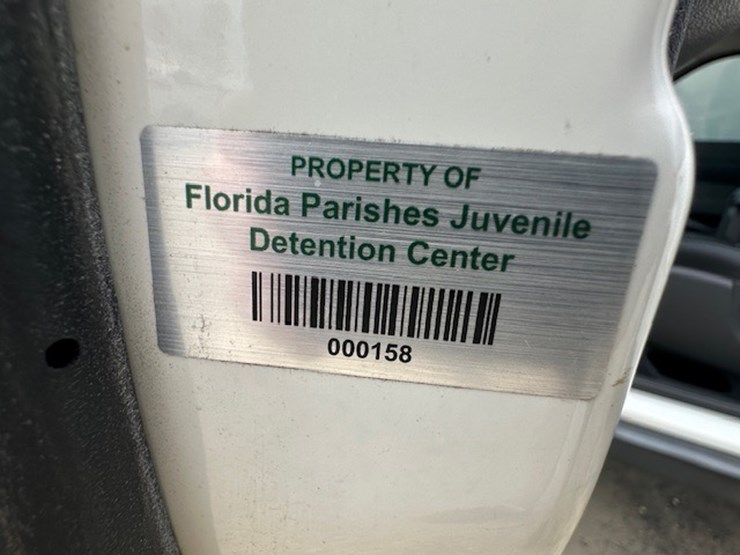 PROPERTY OF
Florida Parishes Juvenile
Detention Center
000158